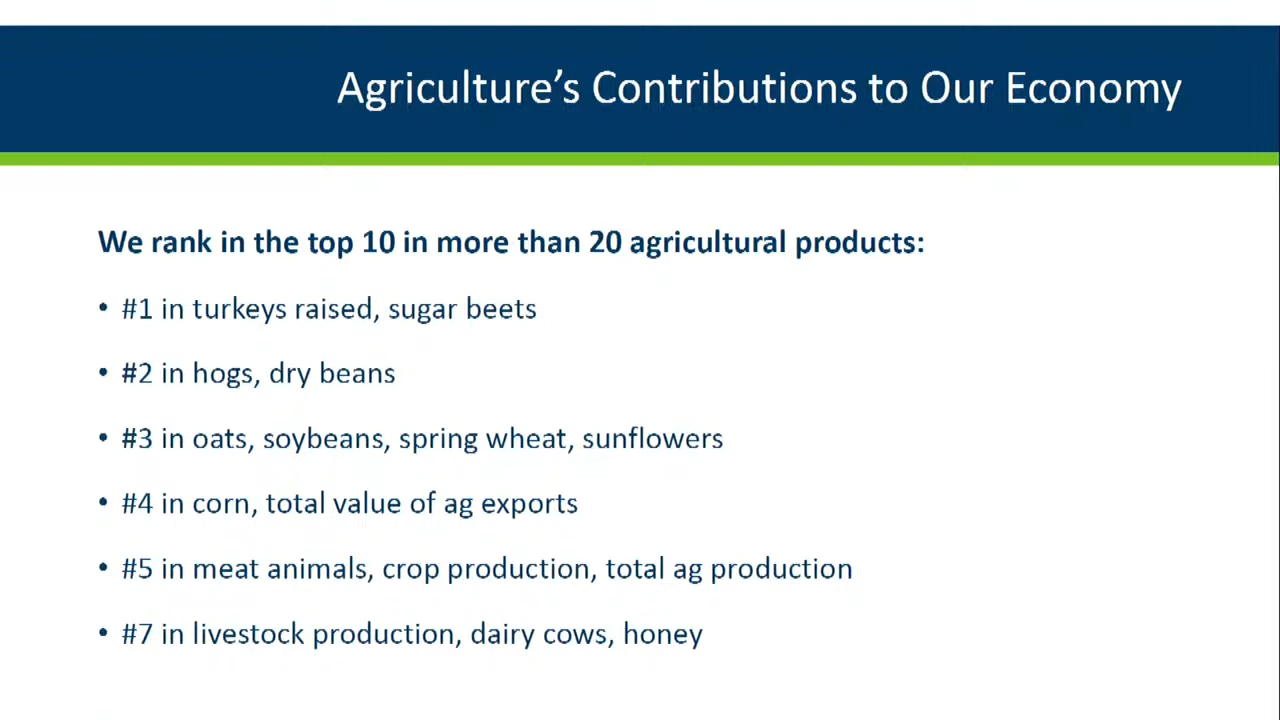 Agriculture’s Contributions to Our Economy
We rank in the top 10 in more than 20 agricultural products:
• #1 in turkeys raised, sugar beets
• #2 in hogs, dry beans
• #3 in oats, soybeans, spring wheat, sunflowers
• #4 in corn, total value of ag exports
• #5 in meat animals, crop production, total ag production
• #7 in livestock production, dairy cows, honey